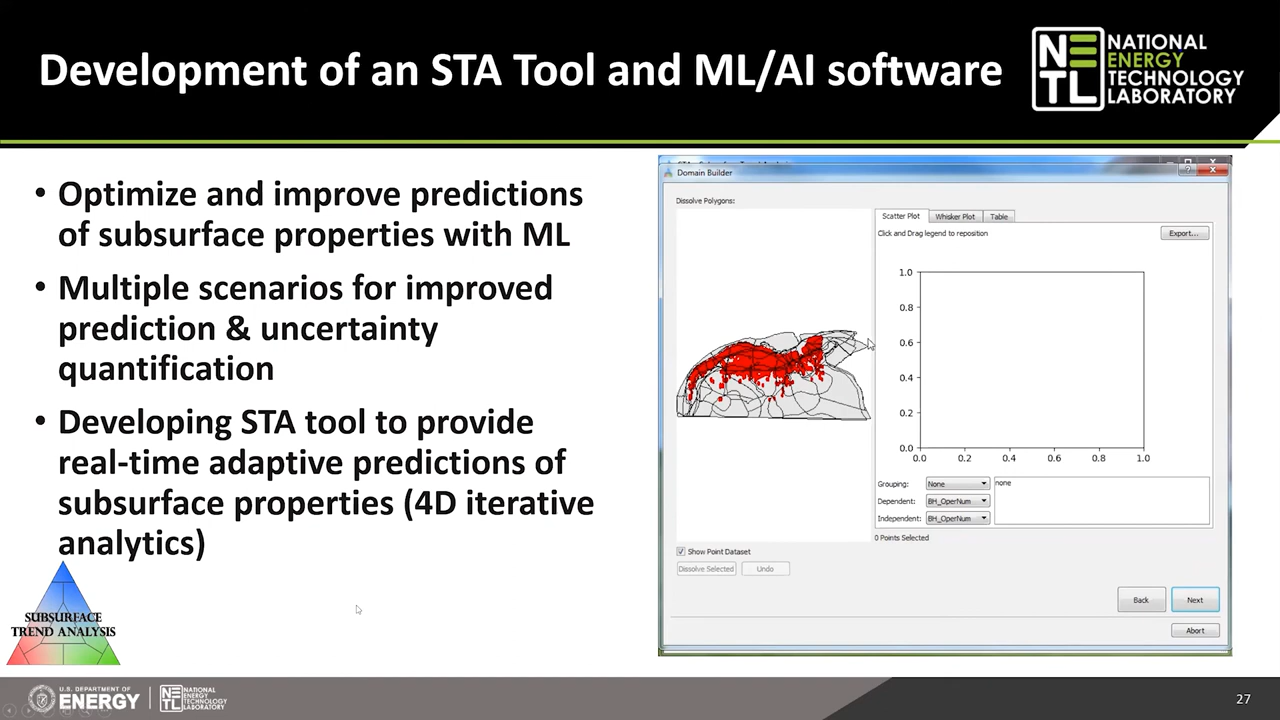 Development of an STA Tool and ML/AI software
NATIONAL
ENERGY
TECHNOLOGY
LABORATORY
• Optimize and improve predictions
of subsurface properties with ML
• Multiple scenarios for improved
prediction & uncertainty
quantification
• Developing STA tool to provide
real-time adaptive predictions of
subsurface properties (4D iterative
analytics)
SUBSURFACE
TREND ANALYSIS
Domain Builder
Dissolve Polygons:
Scatter Plot
Whisker Plot
Table
Click and Drag legend to reposition
Export...
1.0
0.8
0.6
0.4
0.2
0.0
0.0 0.2 0.4 0.6 0.8 1.0
Grouping: None
none
Dependent: BH_OperNum
Independent: BH_OperNum
0 Points Selected
Show Point Dataset
Dissolve Selected
Undo
Back
Next
Abort
U.S. DEPARTMENT OF
ENERGY
NETL
NATIONAL
ENERGY
TECHNOLOGY
LABORATORY
27